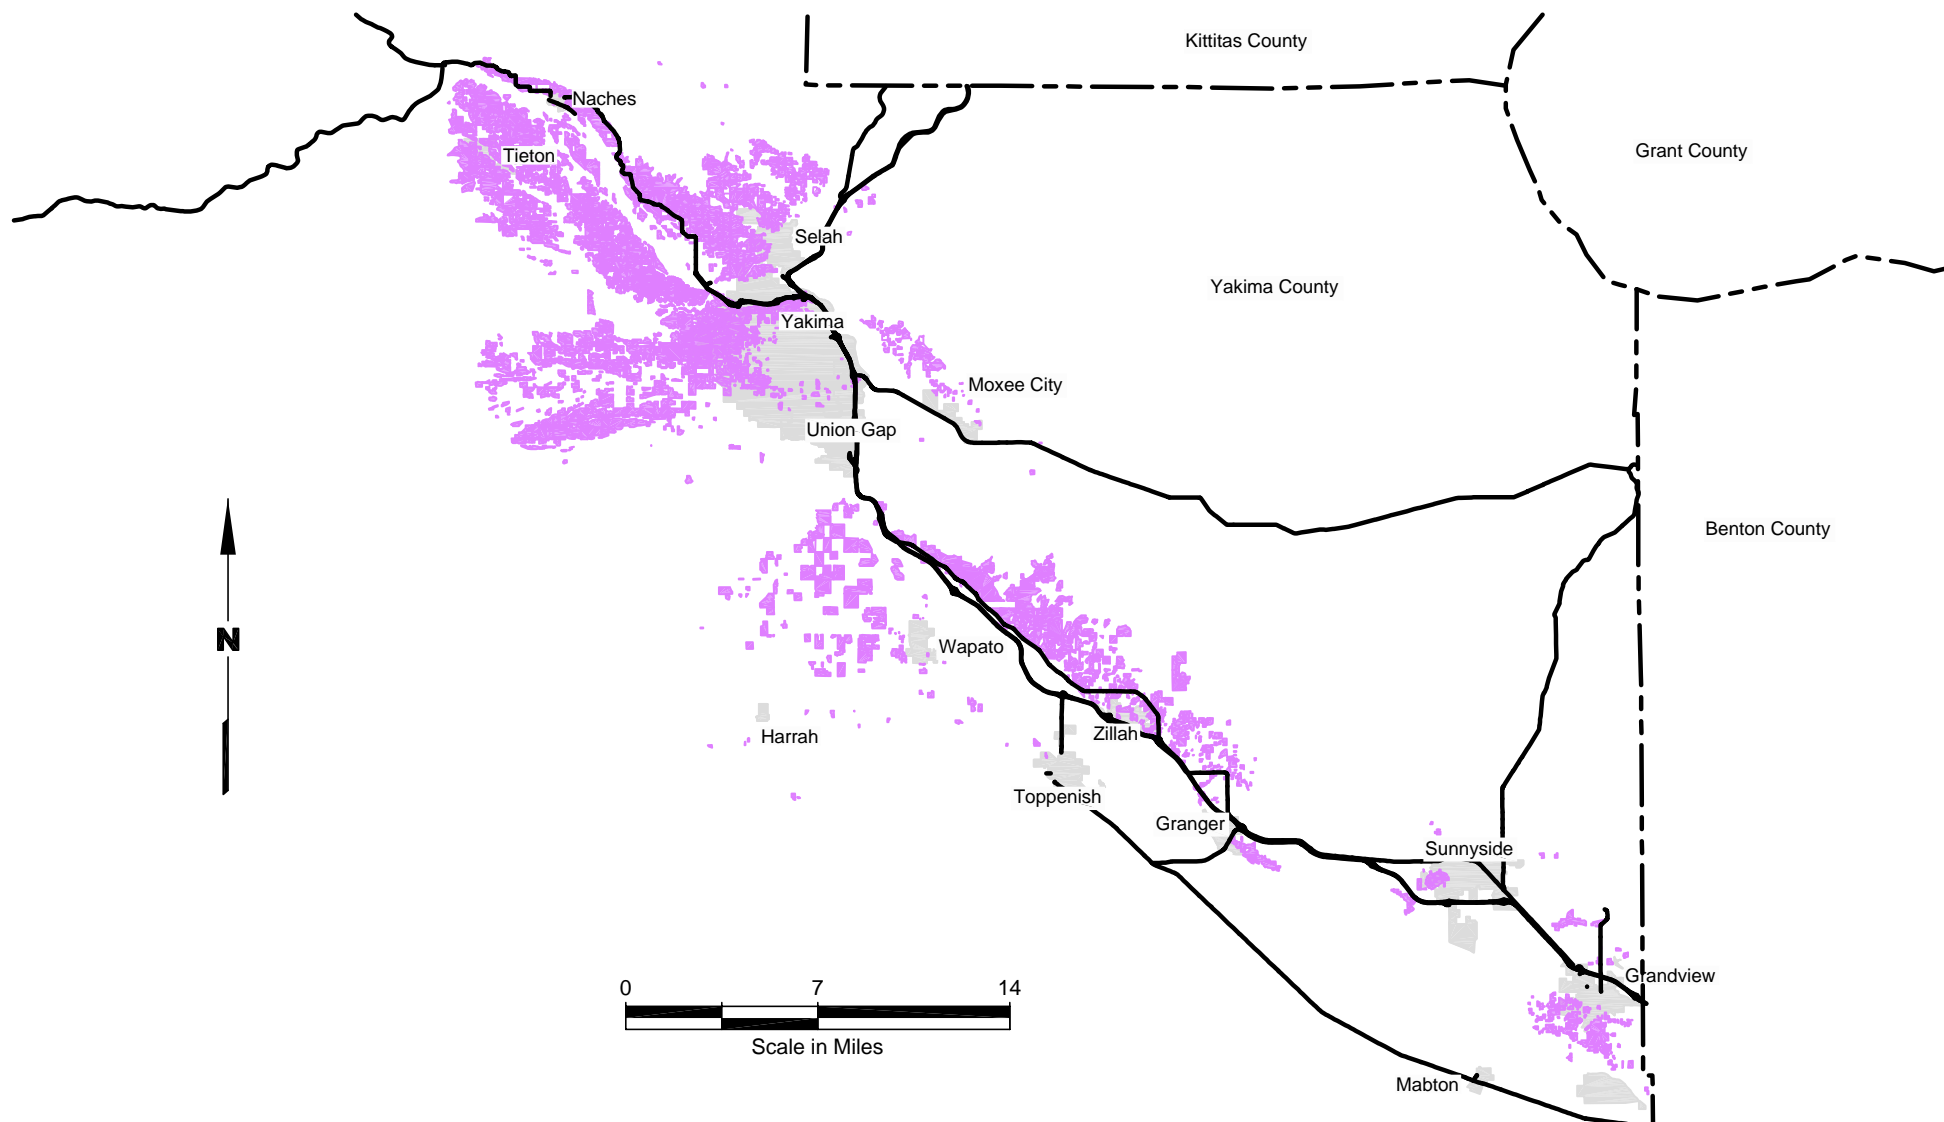 Kittitas County
Naches
Grant County
Tieton
Selah
Yakima County
Yakima
Moxee City
Union Gap
Benton County
N
Wapato
Harrah
Zillah
Toppenish
Granger
Sunnyside
Grandview
0 7 14
Scale in Miles
Mabton